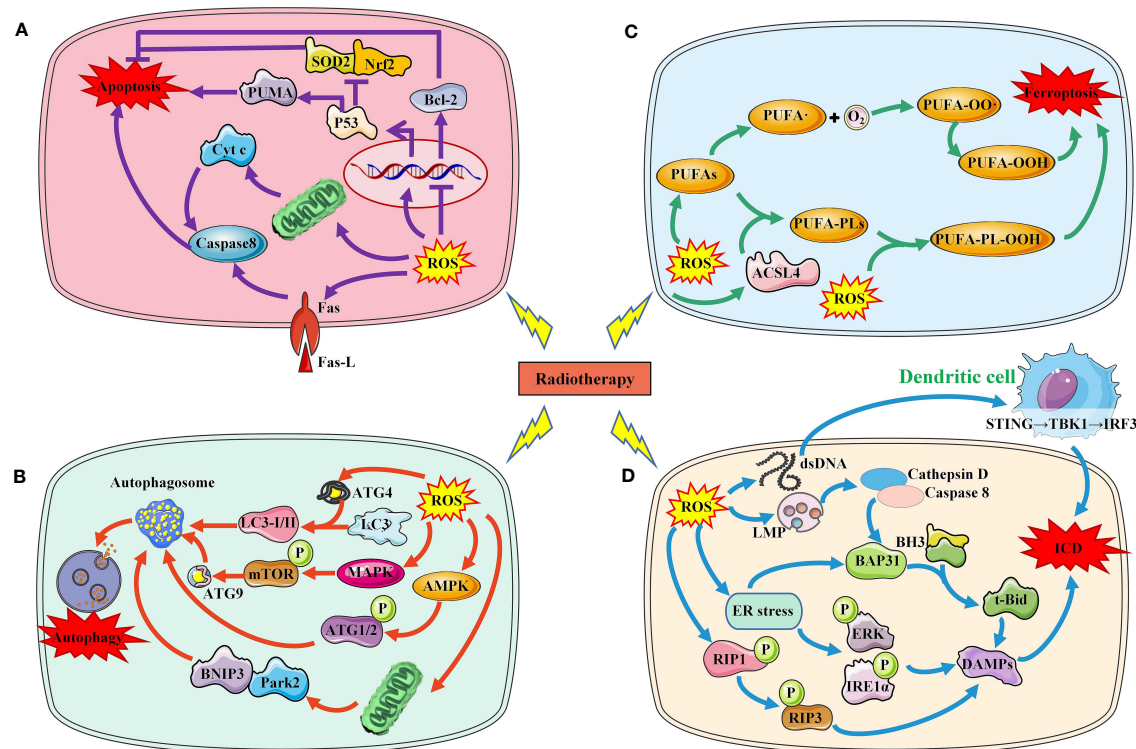 A
SOD2
Nrf2
Apoptosis
PUMA
Bcl-2
P53
Cyt c
Caspase8
ROS
Fas
Fas-L
C
Ferroptosis
PUFA·
+
O2
PUFA-OO·
PUFA-OOH
PUFAs
PUFA-PLs
PUFA-PL-OOH
ROS
ACSL4
ROS
Radiotherapy
B
Autophagosome
ATG4
ROS
LC3-I/II
LC3
P
mTOR
MAPK
AMPK
ATG9
P
ATG1/2
Autophagy
BNIP3
Park2
Dendritic cell
STING→TBK1→IRF3
D
dsDNA
Cathepsin D
Caspase 8
ROS
LMP
BH3
ICD
BAP31
ER stress
t-Bid
P
ERK
RIP1
P
P
IRE1α
DAMPs
P
RIP3